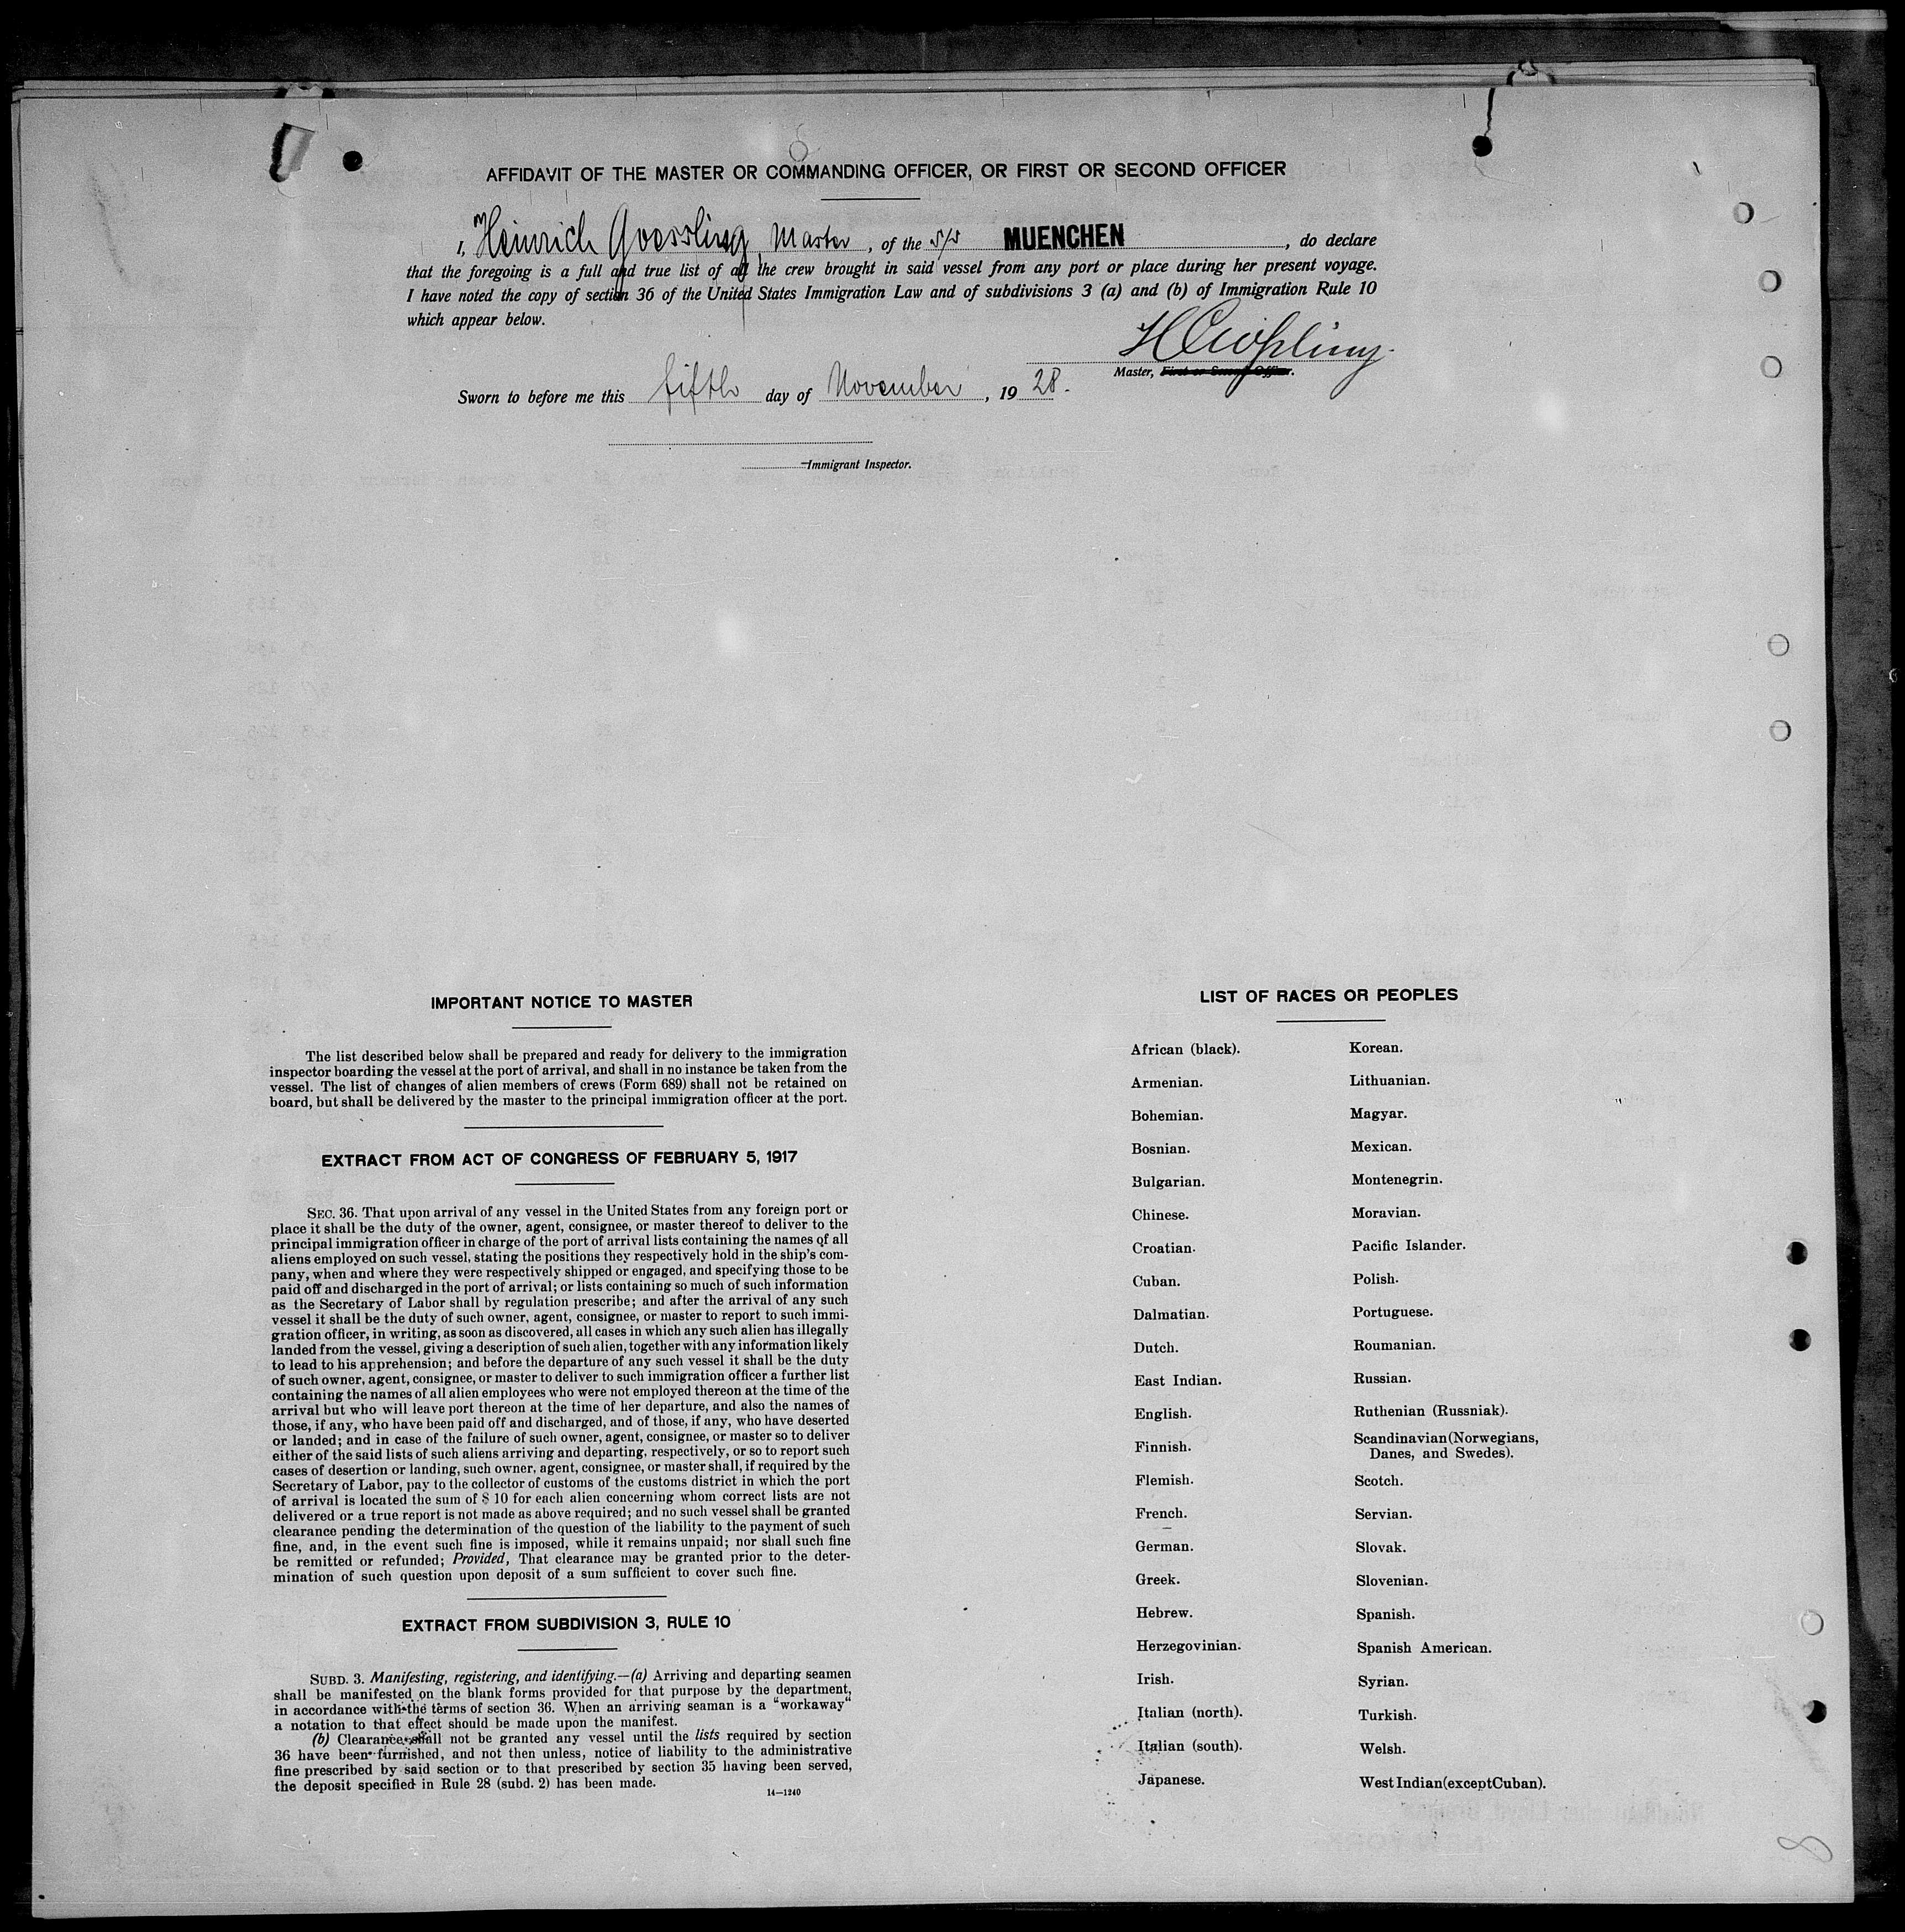 AFFIDAVIT OF THE MASTER OR COMMANDING OFFICER, OR FIRST OR SECOND OFFICER
I, Heinrich Goessling, Master, of the S/S MUENCHEN, do declare
that the foregoing is a full and true list of all the crew brought in said vessel from any port or place during her present voyage.
I have noted the copy of section 36 of the United States Immigration Law and of subdivisions 3 (a) and (b) of Immigration Rule 10
which appear below.
Master, First or Second Officer.
Sworn to before me this fifth day of November, 1928.
Immigrant Inspector.
IMPORTANT NOTICE TO MASTER
The list described below shall be prepared and ready for delivery to the immigration
inspector boarding the vessel at the port of arrival, and shall in no instance be taken from the
vessel. The list of changes of alien members of crews (Form 689) shall not be retained on
board, but shall be delivered by the master to the principal immigration officer at the port.
EXTRACT FROM ACT OF CONGRESS OF FEBRUARY 5, 1917
SEC. 36. That upon arrival of any vessel in the United States from any foreign port or
place it shall be the duty of the owner, agent, consignee, or master thereof to deliver to the
principal immigration officer in charge of the port of arrival lists containing the names of all
aliens employed on such vessel, stating the positions they respectively hold in the ship's com-
pany, when and where they were respectively shipped or engaged, and specifying those to be
paid off and discharged in the port of arrival; or lists containing so much of such information
as the Secretary of Labor shall by regulation prescribe; and after the arrival of any such
vessel it shall be the duty of such owner, agent, consignee, or master to report to such immi-
gration officer, in writing, as soon as discovered, all cases in which any such alien has illegally
landed from the vessel, giving a description of such alien, together with any information likely
to lead to his apprehension; and before the departure of any such vessel it shall be the duty
of such owner, agent, consignee, or master to deliver to such immigration officer a further list
containing the names of all alien employees who were not employed thereon at the time of the
arrival but who will leave port thereon at the time of her departure, and also the names of
those, if any, who have been paid off and discharged, and of those, if any, who have deserted
or landed; and in case of the failure of such owner, agent, consignee, or master so to deliver
either of the said lists of such aliens arriving and departing, respectively, or so to report such
cases of desertion or landing, such owner, agent, consignee, or master shall, if required by the
Secretary of Labor, pay to the collector of customs of the customs district in which the port
of arrival is located the sum of $ 10 for each alien concerning whom correct lists are not
delivered or a true report is not made as above required; and no such vessel shall be granted
clearance pending the determination of the question of the liability to the payment of such
fine, and, in the event such fine is imposed, while it remains unpaid; nor shall such fine
be remitted or refunded; Provided, That clearance may be granted prior to the deter-
mination of such question upon deposit of a sum sufficient to cover such fine.
EXTRACT FROM SUBDIVISION 3, RULE 10
SUBD. 3. Manifesting, registering, and identifying.—(a) Arriving and departing seamen
shall be manifested on the blank forms provided for that purpose by the department,
in accordance with the terms of section 36. When an arriving seaman is a "workaway"
a notation to that effect should be made upon the manifest.
(b) Clearance shall not be granted any vessel until the lists required by section
36 have been furnished, and not then unless, notice of liability to the administrative
fine prescribed by said section or to that prescribed by section 35 having been served,
the deposit specified in Rule 28 (subd. 2) has been made.
14—1240
LIST OF RACES OR PEOPLES
African (black).
Armenian.
Bohemian.
Bosnian.
Bulgarian.
Chinese.
Croatian.
Cuban.
Dalmatian.
Dutch.
East Indian.
English.
Finnish.
Flemish.
French.
German.
Greek.
Hebrew.
Herzegovinian.
Irish.
Italian (north).
Italian (south).
Japanese.
Korean.
Lithuanian.
Magyar.
Mexican.
Montenegrin.
Moravian.
Pacific Islander.
Polish.
Portuguese.
Roumanian.
Russian.
Ruthenian (Russniak).
Scandinavian (Norwegians,
Danes, and Swedes).
Scotch.
Servian.
Slovak.
Slovenian.
Spanish.
Spanish American.
Syrian.
Turkish.
Welsh.
West Indian (except Cuban).
8